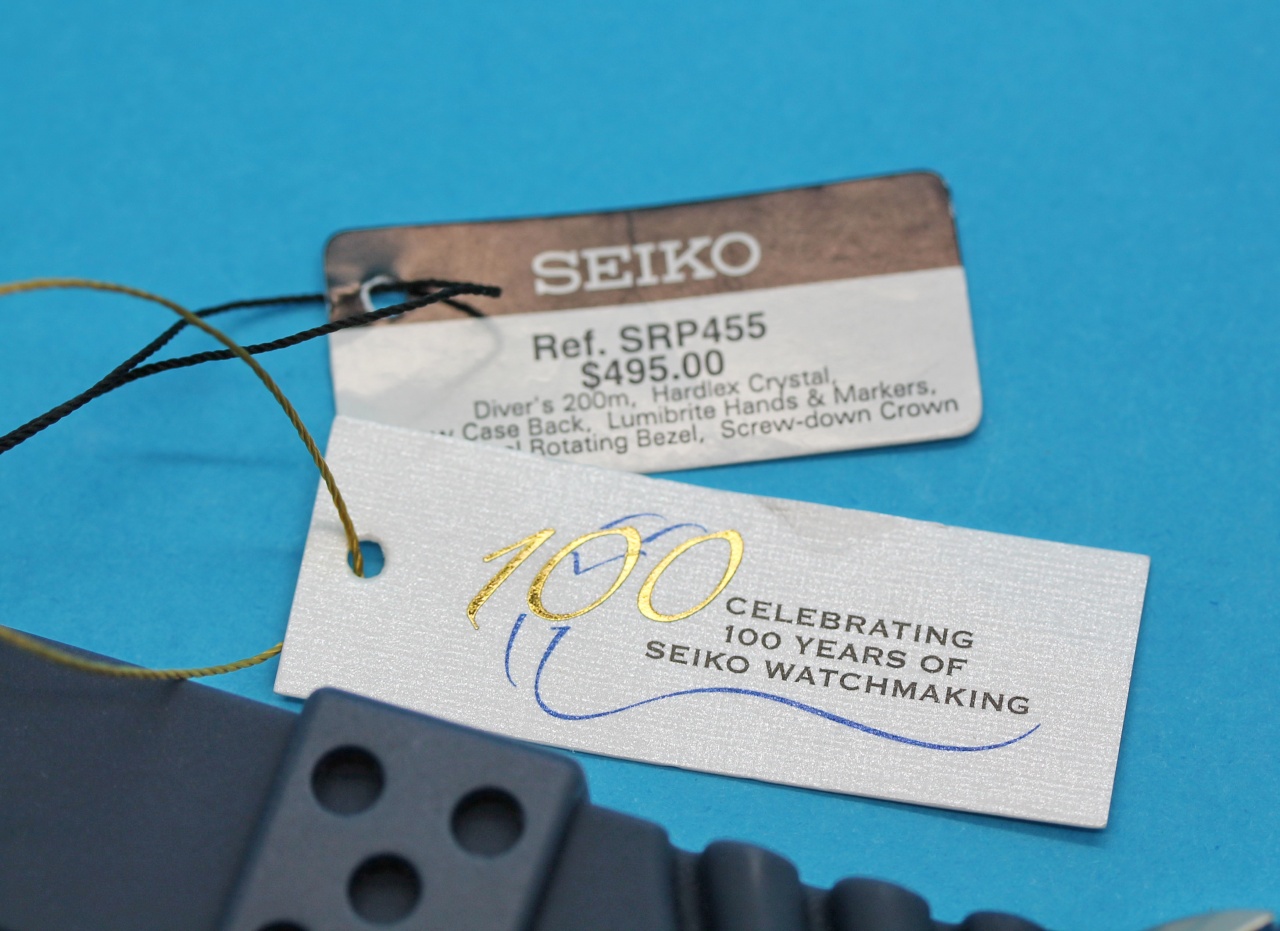 SEIKO
Ref. SRP455
$495.00
Diver's 200m, Hardlex Crystal,
Case Back, Lumibrite Hands & Markers,
Rotating Bezel, Screw-down Crown
100
CELEBRATING
100 YEARS OF
SEIKO WATCHMAKING